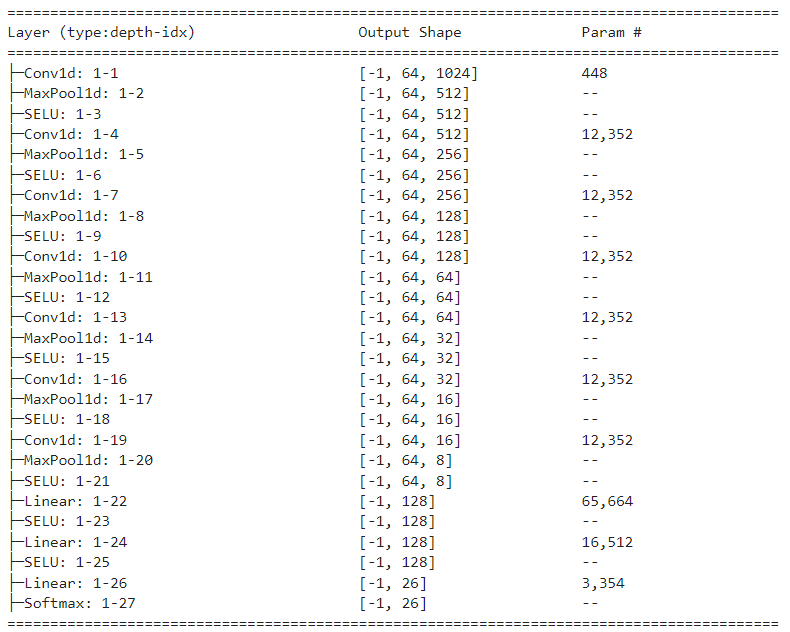 ==========================================================================================
Layer (type:depth-idx)                   Output Shape              Param #
==========================================================================================
├─Conv1d: 1-1                            [-1, 64, 1024]            448
├─MaxPool1d: 1-2                         [-1, 64, 512]             --
├─SELU: 1-3                              [-1, 64, 512]             --
├─Conv1d: 1-4                            [-1, 64, 512]             12,352
├─MaxPool1d: 1-5                         [-1, 64, 256]             --
├─SELU: 1-6                              [-1, 64, 256]             --
├─Conv1d: 1-7                            [-1, 64, 256]             12,352
├─MaxPool1d: 1-8                         [-1, 64, 128]             --
├─SELU: 1-9                              [-1, 64, 128]             --
├─Conv1d: 1-10                           [-1, 64, 128]             12,352
├─MaxPool1d: 1-11                        [-1, 64, 64]              --
├─SELU: 1-12                             [-1, 64, 64]              --
├─Conv1d: 1-13                           [-1, 64, 64]              12,352
├─MaxPool1d: 1-14                        [-1, 64, 32]              --
├─SELU: 1-15                             [-1, 64, 32]              --
├─Conv1d: 1-16                           [-1, 64, 32]              12,352
├─MaxPool1d: 1-17                        [-1, 64, 16]              --
├─SELU: 1-18                             [-1, 64, 16]              --
├─Conv1d: 1-19                           [-1, 64, 16]              12,352
├─MaxPool1d: 1-20                        [-1, 64, 8]               --
├─SELU: 1-21                             [-1, 64, 8]               --
├─Linear: 1-22                           [-1, 128]                 65,664
├─SELU: 1-23                             [-1, 128]                 --
├─Linear: 1-24                           [-1, 128]                 16,512
├─SELU: 1-25                             [-1, 128]                 --
├─Linear: 1-26                           [-1, 26]                  3,354
├─Softmax: 1-27                          [-1, 26]                  --
==========================================================================================